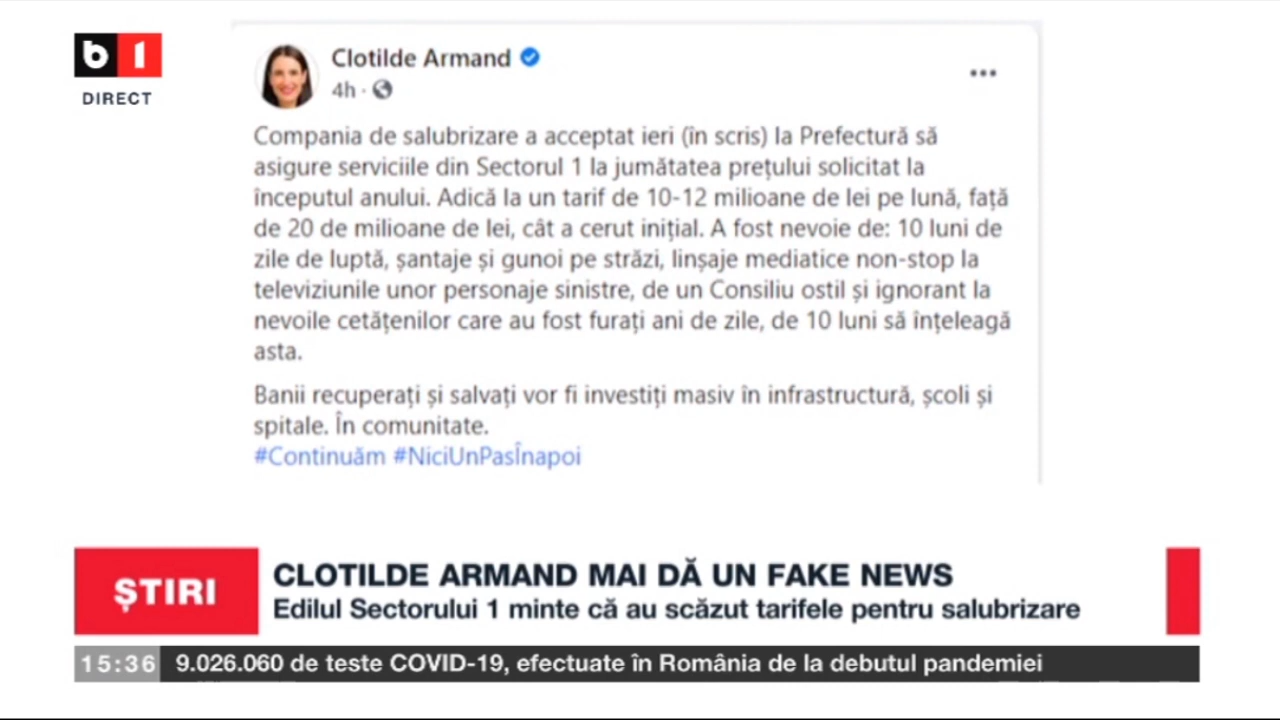 b1
DIRECT
Clotilde Armand
4h ·
Compania de salubrizare a acceptat ieri (în scris) la Prefectură să
asigure serviciile din Sectorul 1 la jumătatea prețului solicitat la
începutul anului. Adică la un tarif de 10-12 milioane de lei pe lună, față
de 20 de milioane de lei, cât a cerut inițial. A fost nevoie de: 10 luni de
zile de luptă, șantaje și gunoi pe străzi, linșaje mediatice non-stop la
televiziunile unor personaje sinistre, de un Consiliu ostil și ignorant la
nevoile cetățenilor care au fost furați ani de zile, de 10 luni să înțeleagă
asta.
Banii recuperați și salvați vor fi investiți masiv în infrastructură, școli și
spitale. În comunitate.
#Continuăm #NiciUnPasÎnapoi
ȘTIRI
CLOTILDE ARMAND MAI DĂ UN FAKE NEWS
Edilul Sectorului 1 minte că au scăzut tarifele pentru salubrizare
15:36 9.026.060 de teste COVID-19, efectuate în România de la debutul pandemiei